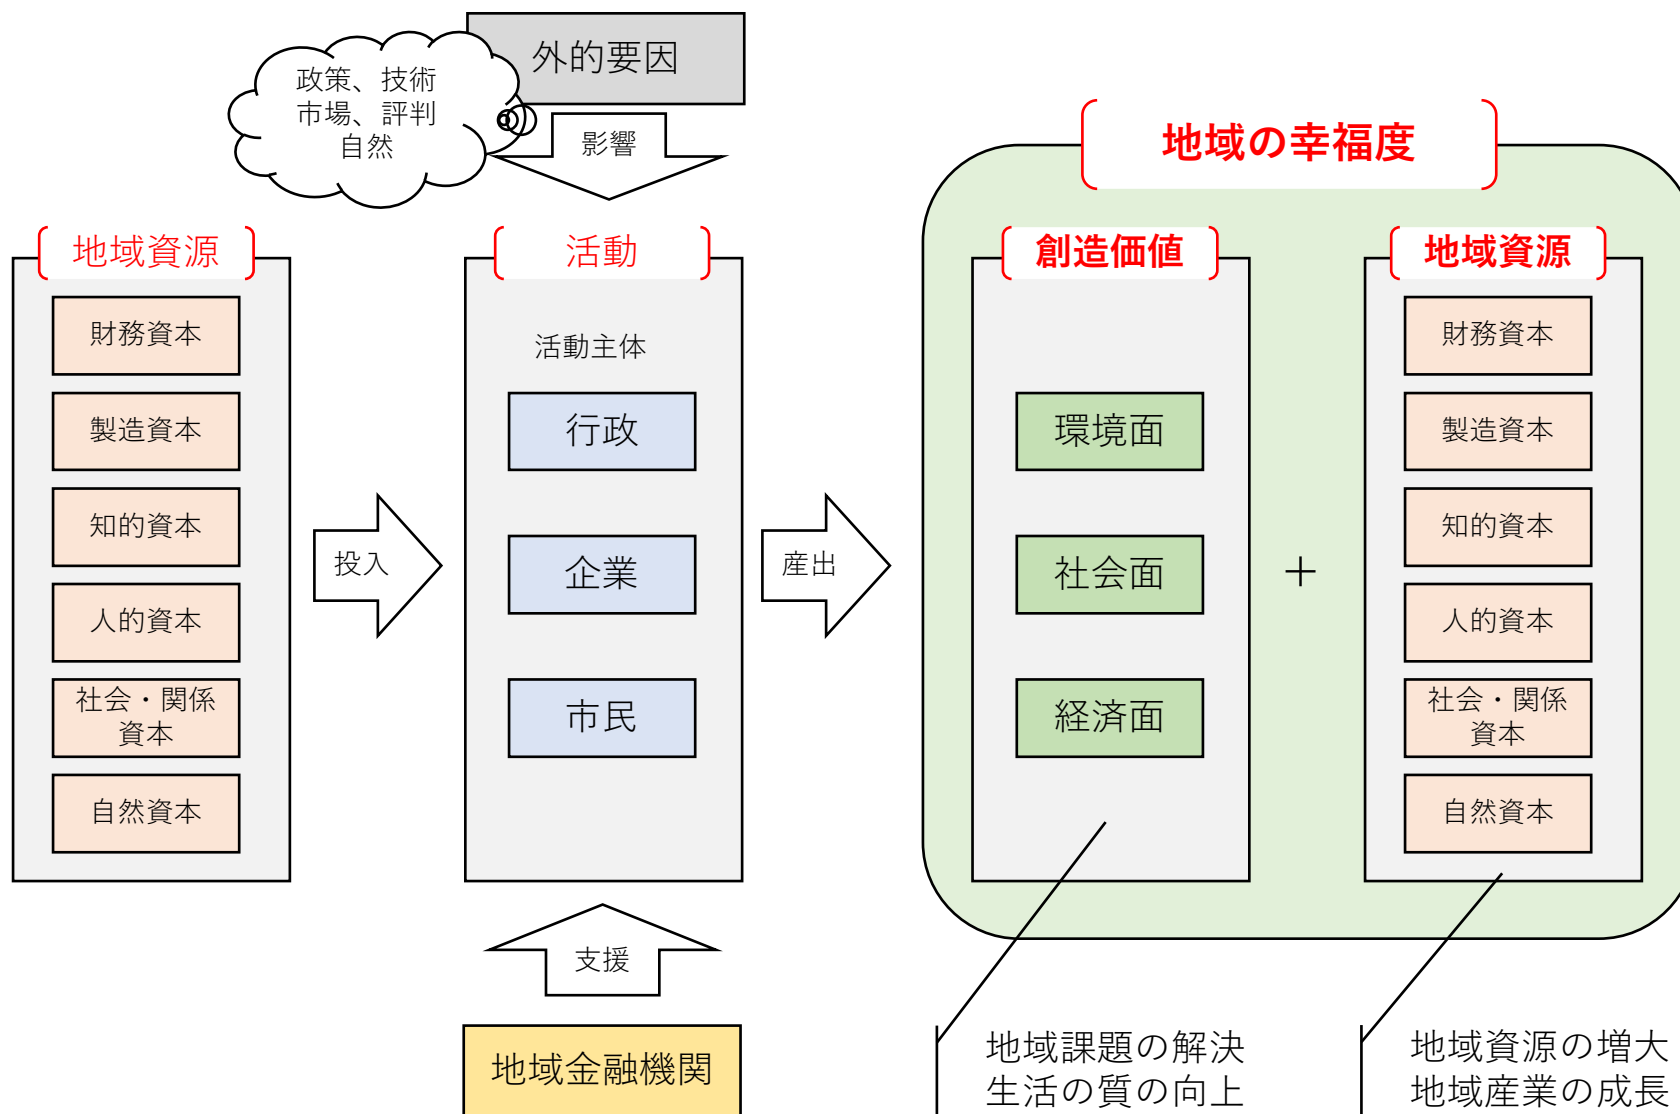 外的要因
政策、技術
市場、評判
自然
影響
地域の幸福度
地域資源
財務資本
製造資本
知的資本
人的資本
社会・関係
資本
自然資本
投入
活動
活動主体
行政
企業
市民
産出
創造価値
環境面
社会面
経済面
＋
地域資源
財務資本
製造資本
知的資本
人的資本
社会・関係
資本
自然資本
支援
地域金融機関
地域課題の解決
生活の質の向上
地域資源の増大
地域産業の成長